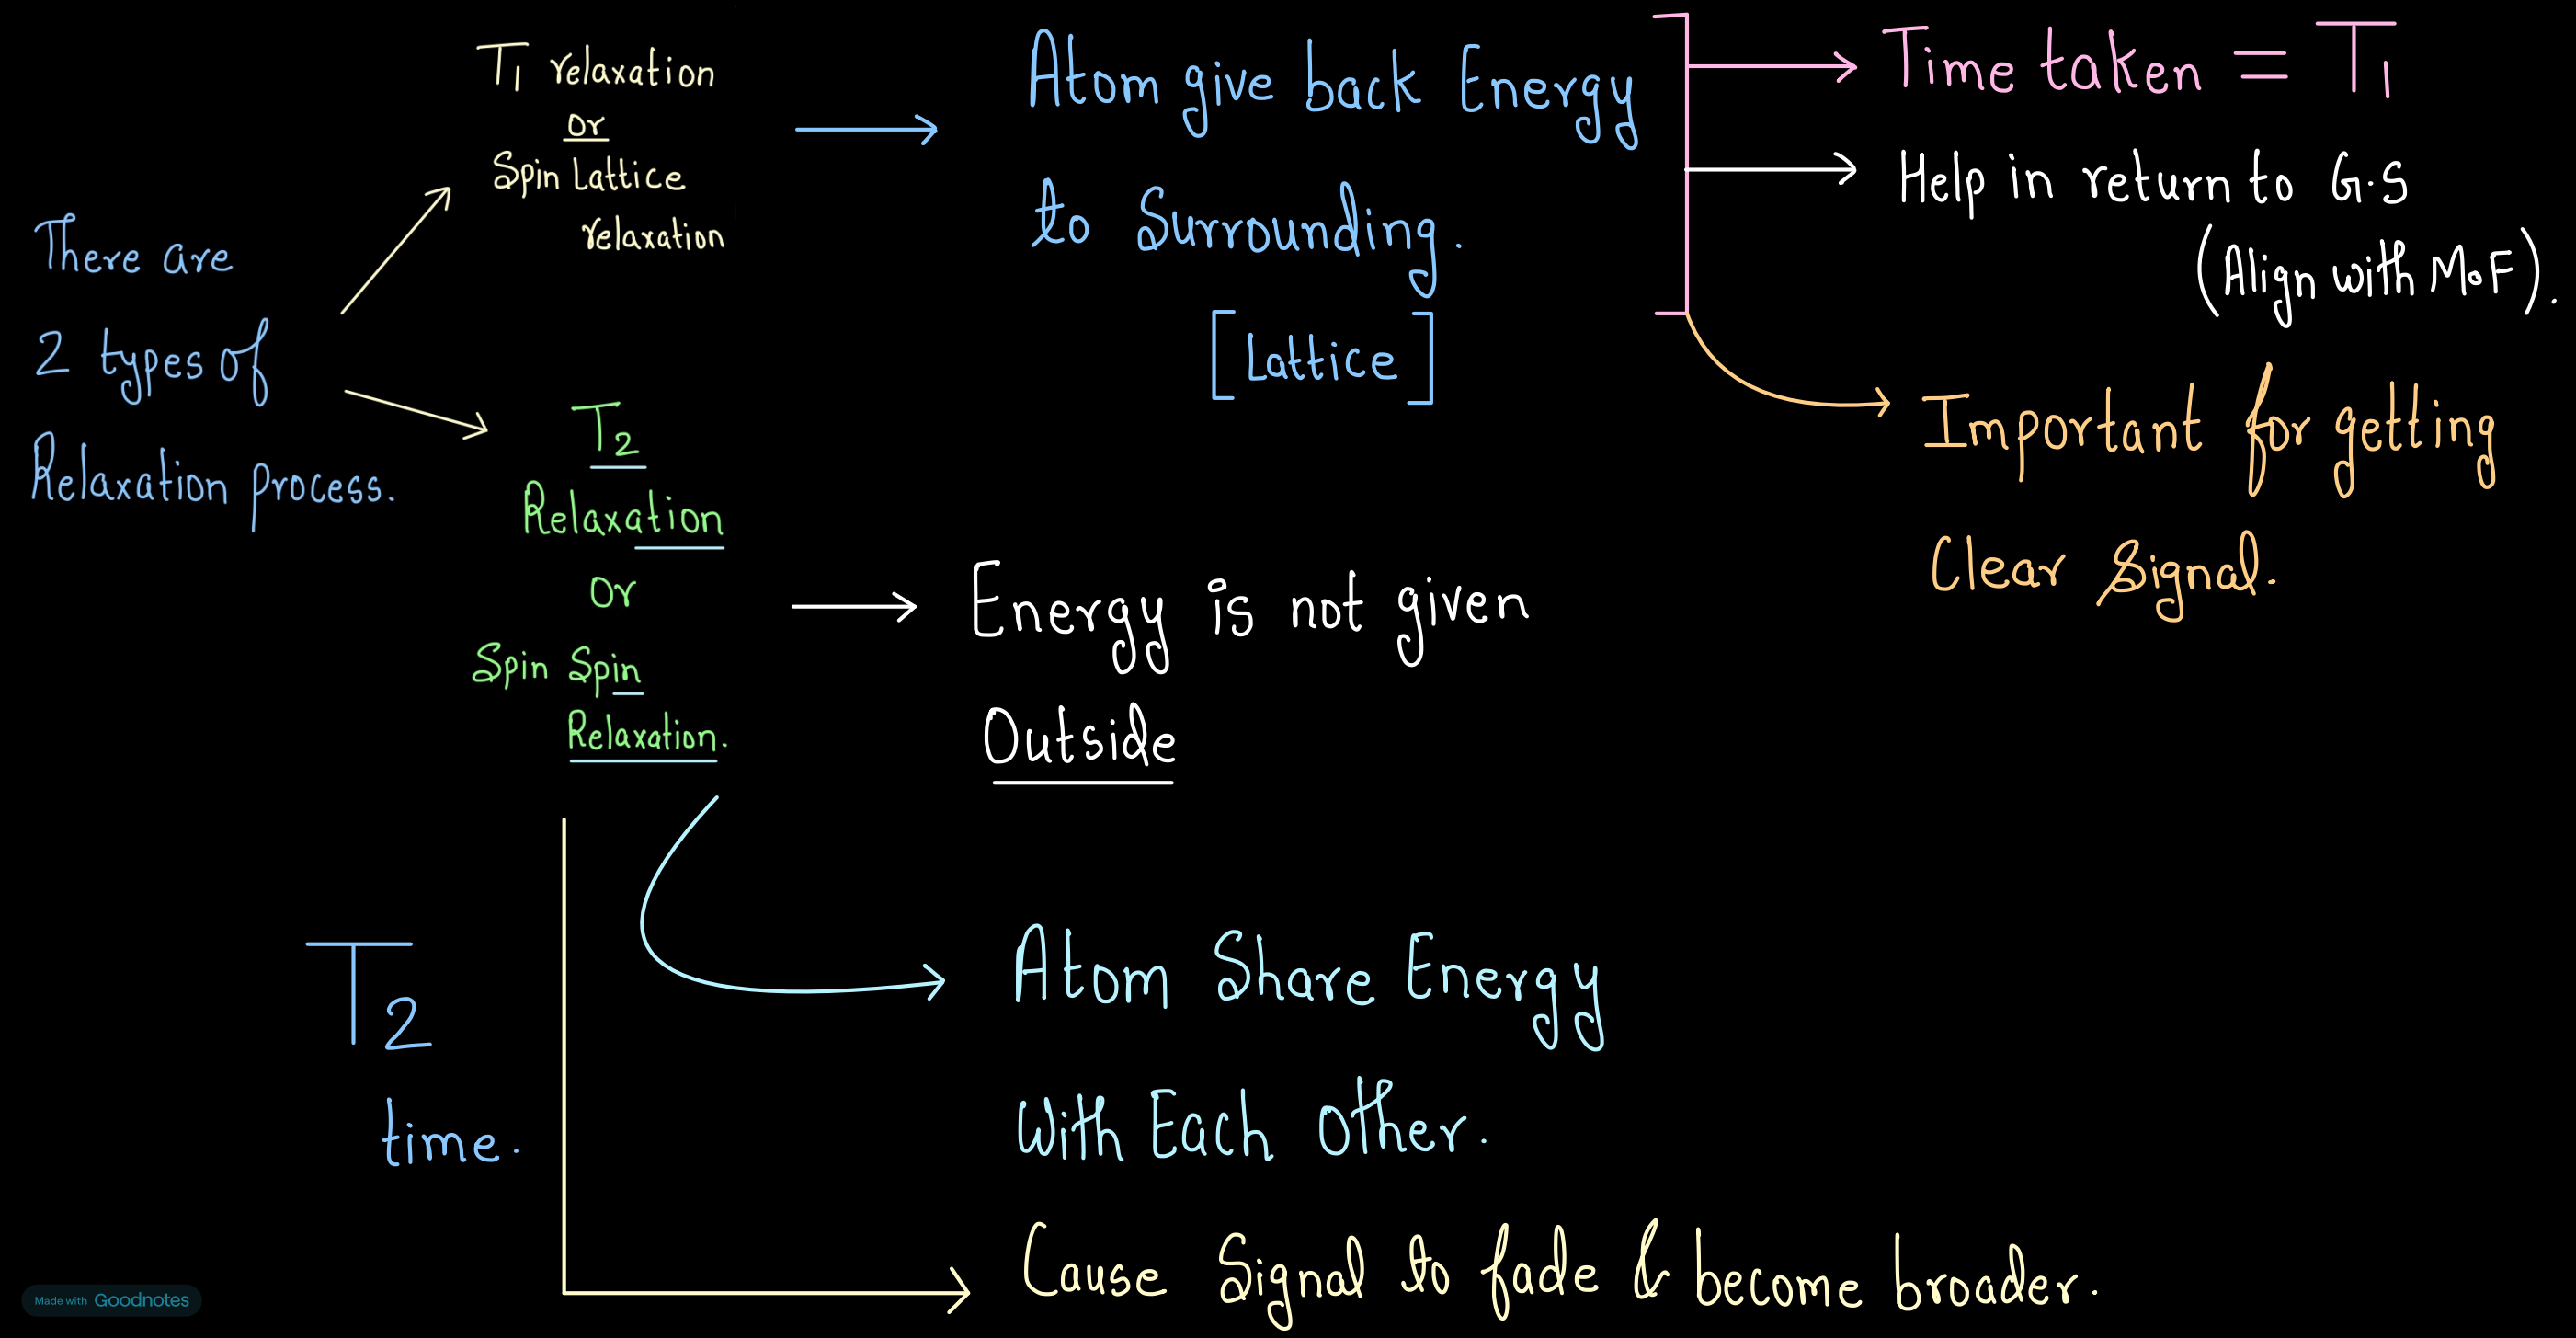 There are
2 types of
Relaxation process.
T1 relaxation
or
Spin Lattice
relaxation
Atom give back Energy
to Surrounding.
[Lattice]
Time taken = T1
Help in return to G.S
(Align with M.F).
Important for getting
Clear Signal.
T2
Relaxation
Or
Spin Spin
Relaxation.
Energy is not given
Outside
Atom Share Energy
With Each other.
T2
time.
Cause Signal to fade & become broader.
Made with Goodnotes